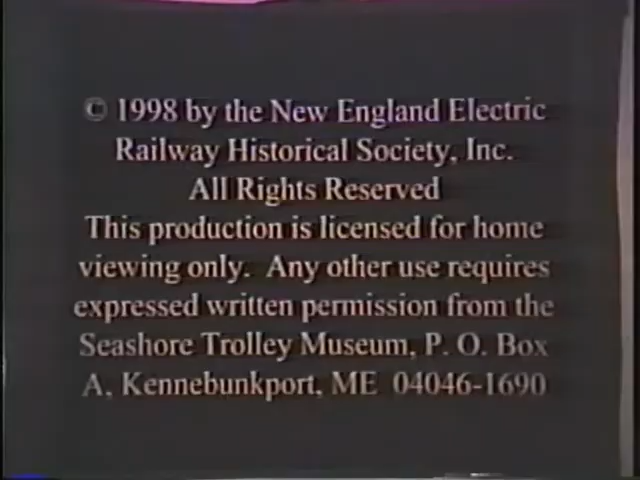 © 1998 by the New England Electric
Railway Historical Society, Inc.
All Rights Reserved
This production is licensed for home
viewing only. Any other use requires
expressed written permission from the
Seashore Trolley Museum, P. O. Box
A, Kennebunkport, ME 04046-1690